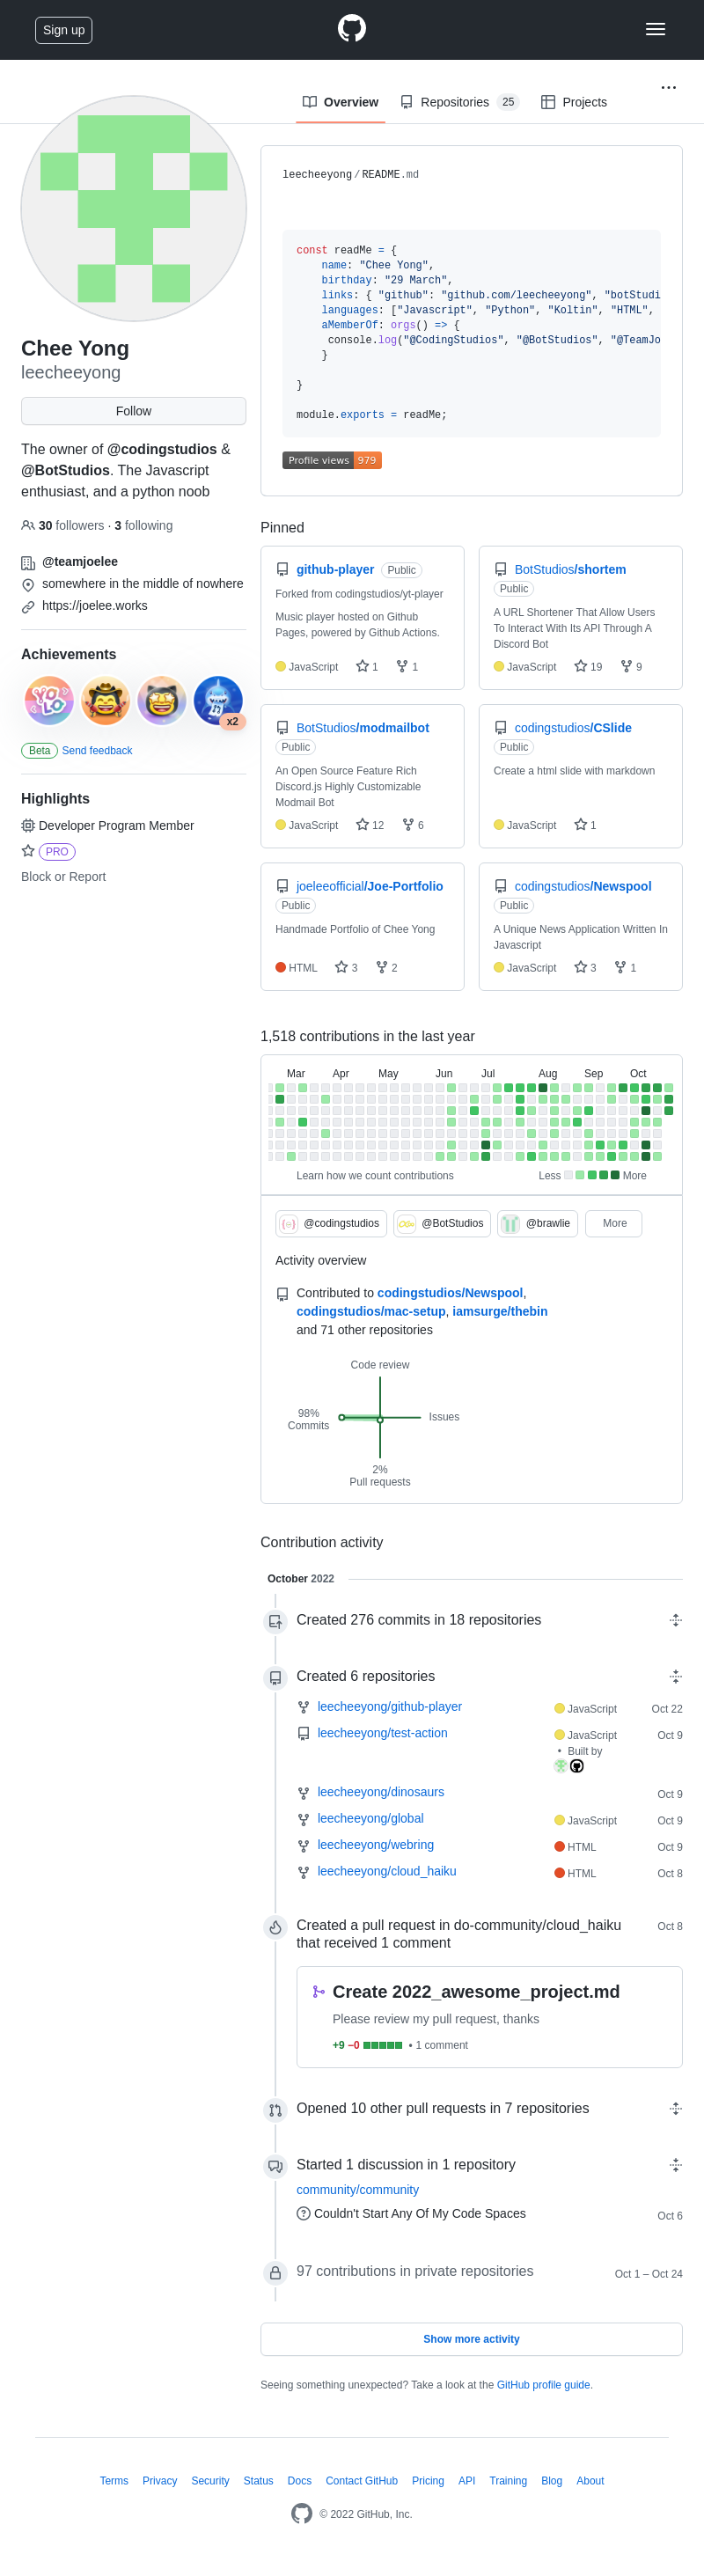 Sign up
Overview
Repositories 25
Projects
leecheeyong/README.md
const readMe = {
name: "Chee Yong",
birthday: "29 March",
links: { "github": "github.com/leecheeyong", "botStudi
languages: ["Javascript", "Python", "Koltin", "HTML",
aMemberOf: orgs() => {
console.log("@CodingStudios", "@BotStudios", "@TeamJo
}
}
module.exports = readMe;
Profile views 979
Chee Yong
leecheeyong
Follow
The owner of @codingstudios &
@BotStudios. The Javascript
enthusiast, and a python noob
30 followers · 3 following
@teamjoelee
somewhere in the middle of nowhere
https://joelee.works
Achievements
YOLO
x2
Beta Send feedback
Highlights
Developer Program Member
PRO
Block or Report
Pinned
github-player Public
Forked from codingstudios/yt-player
Music player hosted on Github
Pages, powered by Github Actions.
JavaScript 1 1
BotStudios/shortem
Public
A URL Shortener That Allow Users
To Interact With Its API Through A
Discord Bot
JavaScript 19 9
BotStudios/modmailbot
Public
An Open Source Feature Rich
Discord.js Highly Customizable
Modmail Bot
JavaScript 12 6
codingstudios/CSlide
Public
Create a html slide with markdown
JavaScript 1
joeleeofficial/Joe-Portfolio
Public
Handmade Portfolio of Chee Yong
HTML 3 2
codingstudios/Newspool
Public
A Unique News Application Written In
Javascript
JavaScript 3 1
1,518 contributions in the last year
Mar Apr May Jun Jul Aug Sep Oct
Learn how we count contributions
Less More
@codingstudios
@BotStudios
@brawlie
More
Activity overview
Contributed to codingstudios/Newspool,
codingstudios/mac-setup, iamsurge/thebin
and 71 other repositories
Code review
98%
Commits
Issues
2%
Pull requests
Contribution activity
October 2022
Created 276 commits in 18 repositories
Created 6 repositories
leecheeyong/github-player JavaScript Oct 22
leecheeyong/test-action JavaScript Oct 9
• Built by
leecheeyong/dinosaurs Oct 9
leecheeyong/global JavaScript Oct 9
leecheeyong/webring HTML Oct 9
leecheeyong/cloud_haiku HTML Oct 8
Created a pull request in do-community/cloud_haiku Oct 8
that received 1 comment
Create 2022_awesome_project.md
Please review my pull request, thanks
+9 −0 • 1 comment
Opened 10 other pull requests in 7 repositories
Started 1 discussion in 1 repository
community/community
Couldn't Start Any Of My Code Spaces Oct 6
97 contributions in private repositories Oct 1 – Oct 24
Show more activity
Seeing something unexpected? Take a look at the GitHub profile guide.
Terms Privacy Security Status Docs Contact GitHub Pricing API Training Blog About
© 2022 GitHub, Inc.